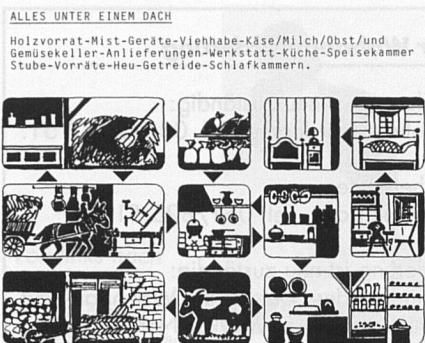 ALLES UNTER EINEM DACH
Holzvorrat-Mist-Geräte-Viehhabe-Käse/Milch/Obst/und
Gemüsekeller-Anlieferungen-Werkstatt-Küche-Speisekammer
Stube-Vorräte-Heu-Getreide-Schlafkammern.